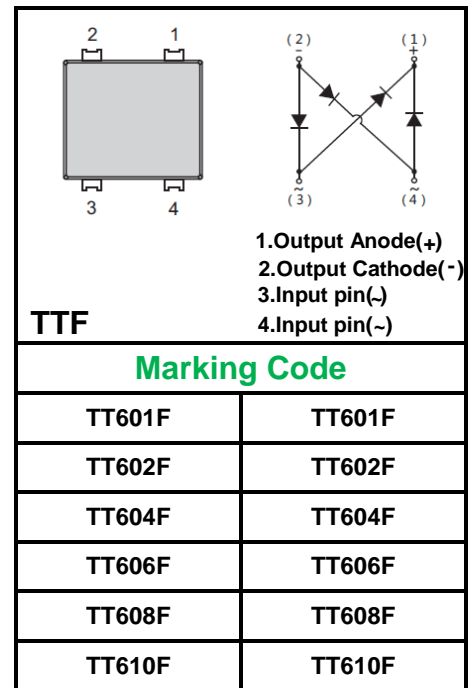 2 1
(2) (1)
- +
3 4
~ ~
(3) (4)
1.Output Anode(+)
2.Output Cathode(-)
3.Input pin(~)
TTF 4.Input pin(~)
Marking Code
TT601F TT601F
TT602F TT602F
TT604F TT604F
TT606F TT606F
TT608F TT608F
TT610F TT610F